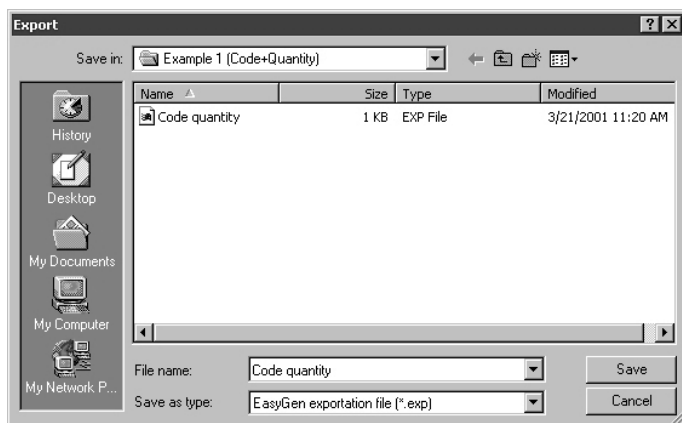 Export
Save in: Example 1 (Code+Quantity)
Name Size Type Modified
Code quantity 1 KB EXP File 3/21/2001 11:20 AM
History
Desktop
My Documents
My Computer
My Network P...
File name: Code quantity Save
Save as type: EasyGen exportation file (*.exp) Cancel